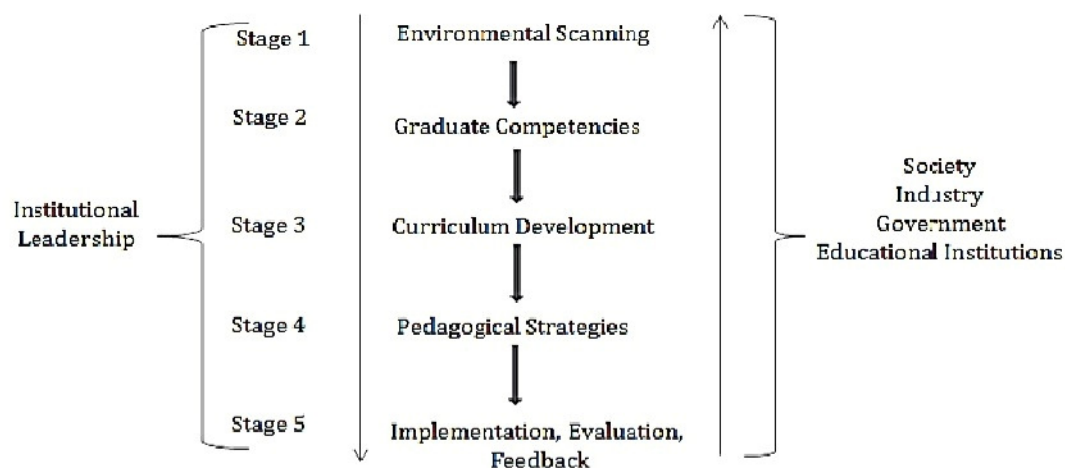 Stage 1
Environmental Scanning
Stage 2
Graduate Competencies
Institutional
Leadership
Stage 3
Curriculum Development
Society
Industry
Government
Educational Institutions
Stage 4
Pedagogical Strategies
Stage 5
Implementation, Evaluation,
Feedback